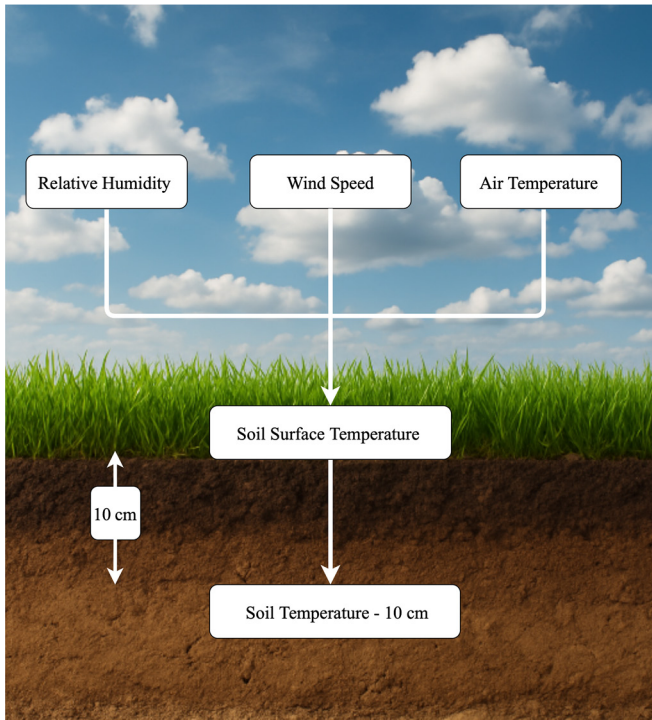 Relative Humidity
Wind Speed
Air Temperature
Soil Surface Temperature
10 cm
Soil Temperature - 10 cm